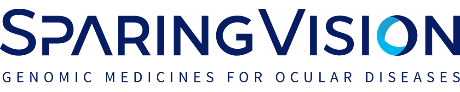 SPARINGVISION
GENOMIC MEDICINES FOR OCULAR DISEASES